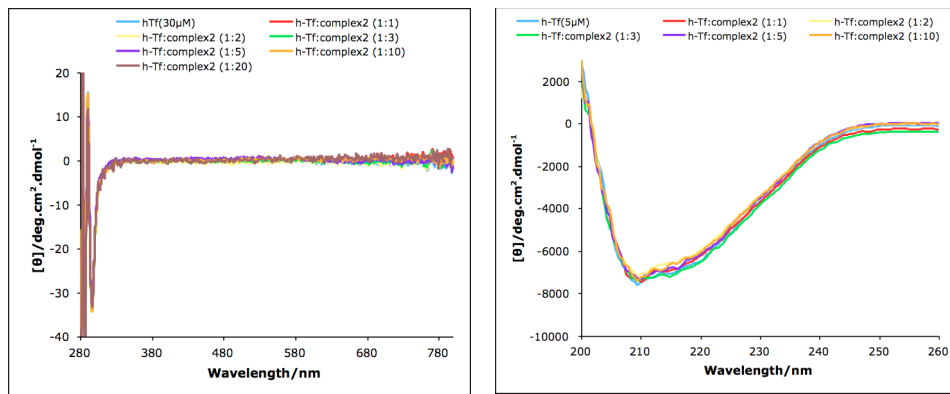 hTf(30µM) h-Tf:complex2 (1:1)
h-Tf:complex2 (1:2) h-Tf:complex2 (1:3)
h-Tf:complex2 (1:5) h-Tf:complex2 (1:10)
h-Tf:complex2 (1:20)
[θ]/deg.cm².dmol⁻¹
20
10
0
-10
-20
-30
-40
280 380 480 580 680 780
Wavelength/nm
h-Tf(5µM) h-Tf:complex2 (1:1) h-Tf:complex2 (1:2)
h-Tf:complex2 (1:3) h-Tf:complex2 (1:5) h-Tf:complex2 (1:10)
[θ]/deg.cm².dmol⁻¹
2000
0
-2000
-4000
-6000
-8000
-10000
200 210 220 230 240 250 260
Wavelength/nm